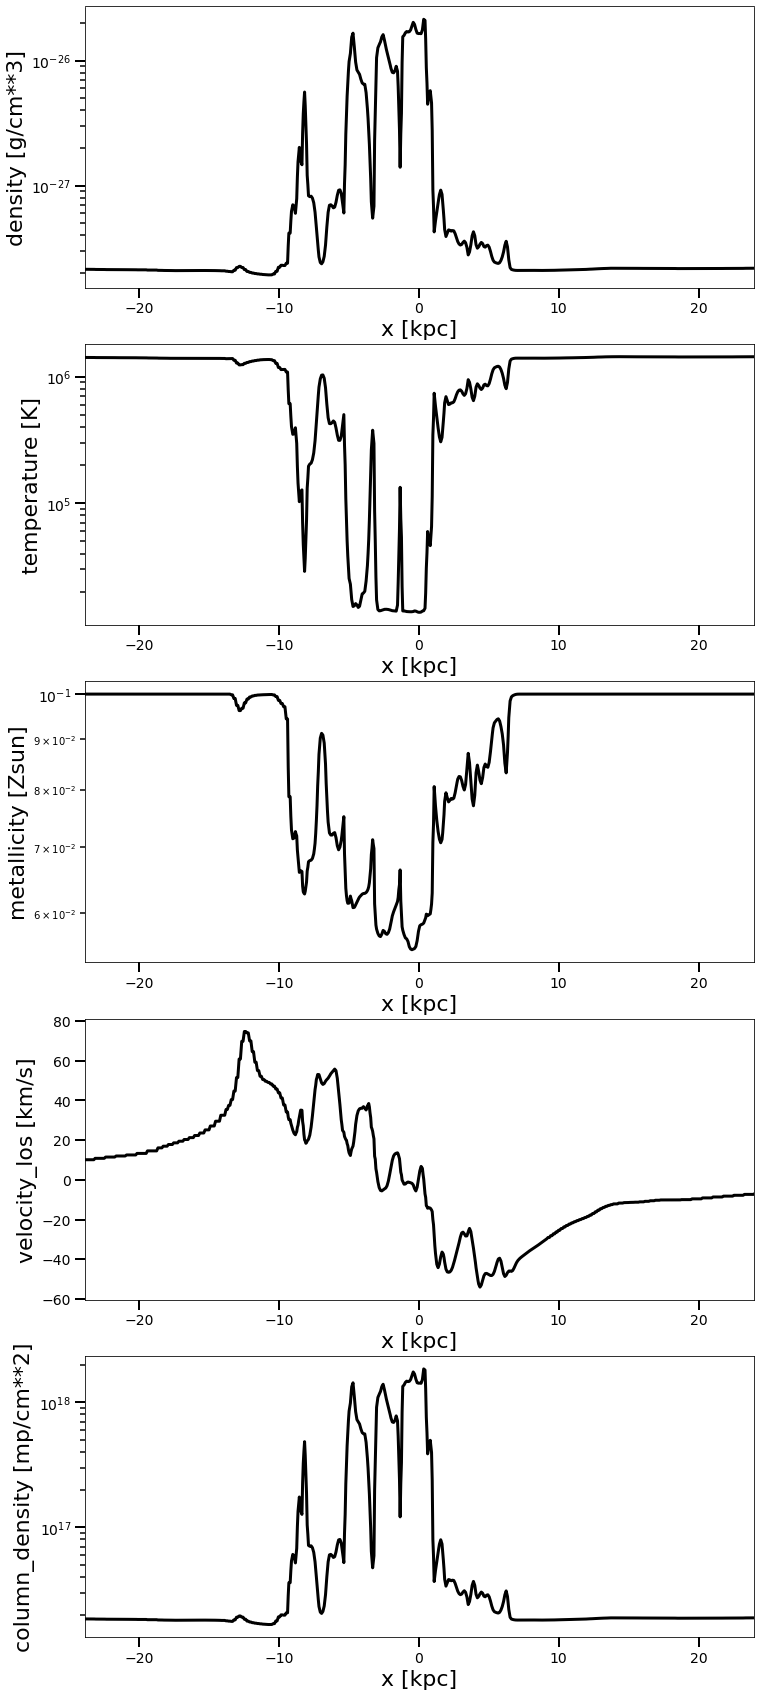 density [g/cm**3]
10^{-26}
10^{-27}
−20 −10 0 10 20
x [kpc]
temperature [K]
10^6
10^5
−20 −10 0 10 20
x [kpc]
metallicity [Zsun]
10^{-1}
9 × 10^{-2}
8 × 10^{-2}
7 × 10^{-2}
6 × 10^{-2}
−20 −10 0 10 20
x [kpc]
velocity_los [km/s]
80
60
40
20
0
−20
−40
−60
−20 −10 0 10 20
x [kpc]
column_density [mp/cm**2]
10^{18}
10^{17}
−20 −10 0 10 20
x [kpc]